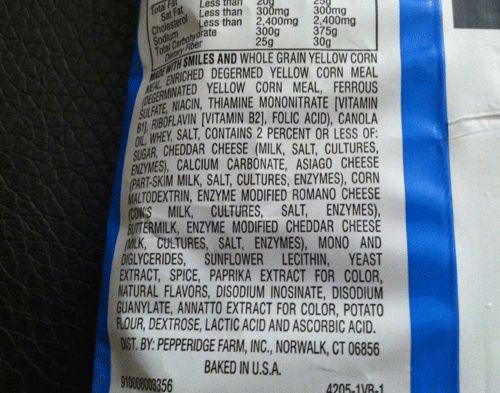 Total Fat Less than 20g 25g
Sat Fat Less than
Cholesterol Less than 300mg 300mg
Sodium Less than 2,400mg 2,400mg
Total Carbohydrate 300g 375g
Dietary Fiber 25g 30g
MADE WITH SMILES AND WHOLE GRAIN YELLOW CORN
MEAL, ENRICHED DEGERMED YELLOW CORN MEAL
(DEGERMINATED YELLOW CORN MEAL, FERROUS
SULFATE, NIACIN, THIAMINE MONONITRATE [VITAMIN
B1], RIBOFLAVIN [VITAMIN B2], FOLIC ACID), CANOLA
OIL, WHEY, SALT, CONTAINS 2 PERCENT OR LESS OF:
SUGAR, CHEDDAR CHEESE (MILK, SALT, CULTURES,
ENZYMES), CALCIUM CARBONATE, ASIAGO CHEESE
(PART-SKIM MILK, SALT, CULTURES, ENZYMES), CORN
MALTODEXTRIN, ENZYME MODIFIED ROMANO CHEESE
(COW'S MILK, CULTURES, SALT, ENZYMES),
BUTTERMILK, ENZYME MODIFIED CHEDDAR CHEESE
(MILK, CULTURES, SALT, ENZYMES), MONO AND
DIGLYCERIDES, SUNFLOWER LECITHIN, YEAST
EXTRACT, SPICE, PAPRIKA EXTRACT FOR COLOR,
NATURAL FLAVORS, DISODIUM INOSINATE, DISODIUM
GUANYLATE, ANNATTO EXTRACT FOR COLOR, POTATO
FLOUR, DEXTROSE, LACTIC ACID AND ASCORBIC ACID.
DIST. BY: PEPPERIDGE FARM, INC., NORWALK, CT 06856
BAKED IN U.S.A.
910008003356 4205-1VB-1